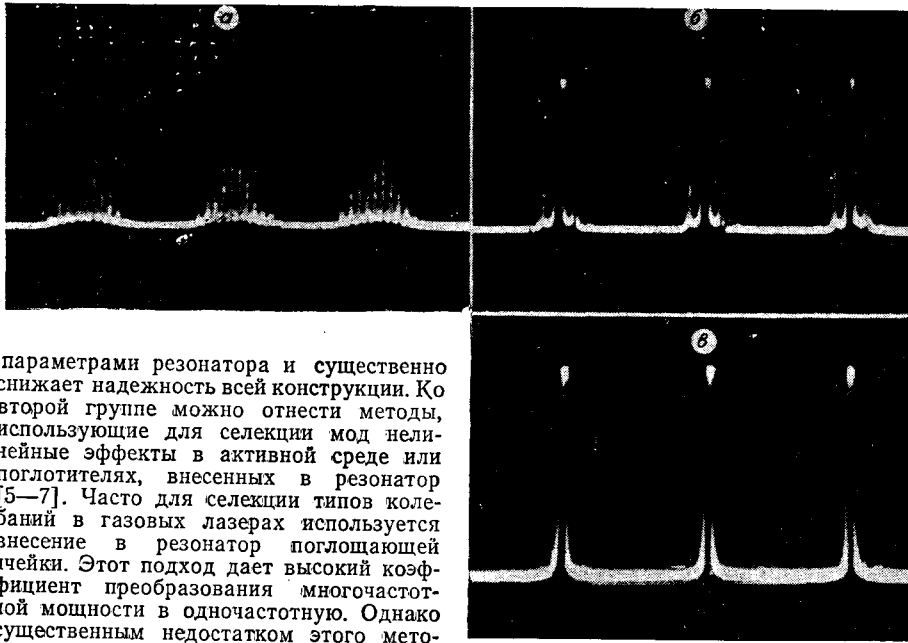 а
б
в
параметрами резонатора и существенно
снижает надежность всей конструкции. Ко
второй группе можно отнести методы,
использующие для селекции мод нели-
нейные эффекты в активной среде или
поглотителях, внесенных в резонатор
[5—7]. Часто для селекции типов коле-
баний в газовых лазерах используется
внесение в резонатор поглощающей
ячейки. Этот подход дает высокий коэф-
фициент преобразования многочастот-
ной мощности в одночастотную. Однако
существенным недостатком этого мето-